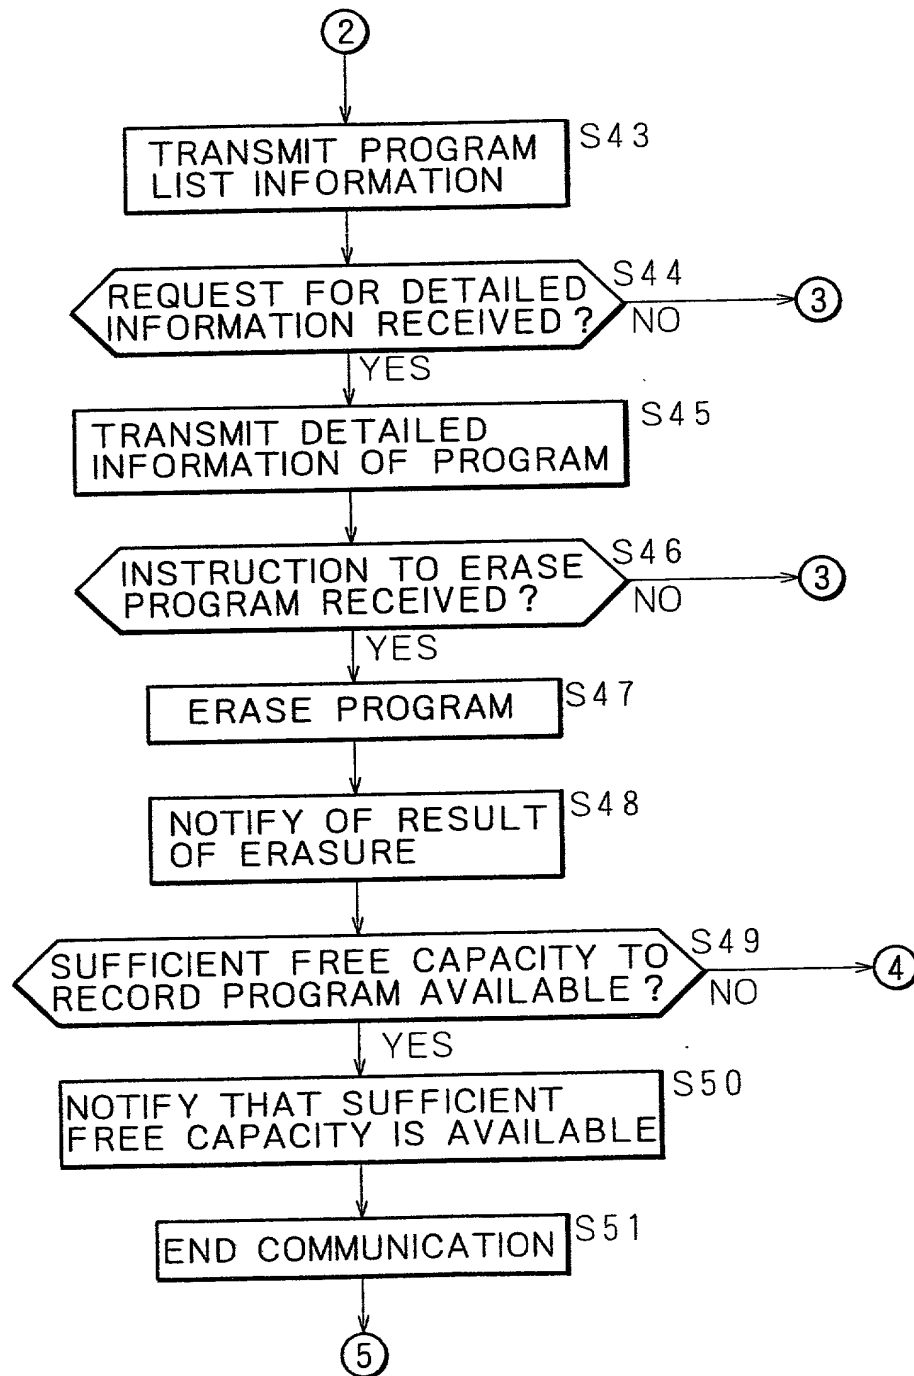 2
S43
TRANSMIT PROGRAM
LIST INFORMATION
S44
REQUEST FOR DETAILED
INFORMATION RECEIVED?
NO
3
YES
S45
TRANSMIT DETAILED
INFORMATION OF PROGRAM
S46
INSTRUCTION TO ERASE
PROGRAM RECEIVED?
NO
3
YES
S47
ERASE PROGRAM
S48
NOTIFY OF RESULT
OF ERASURE
S49
SUFFICIENT FREE CAPACITY TO
RECORD PROGRAM AVAILABLE?
NO
4
YES
S50
NOTIFY THAT SUFFICIENT
FREE CAPACITY IS AVAILABLE
S51
END COMMUNICATION
5